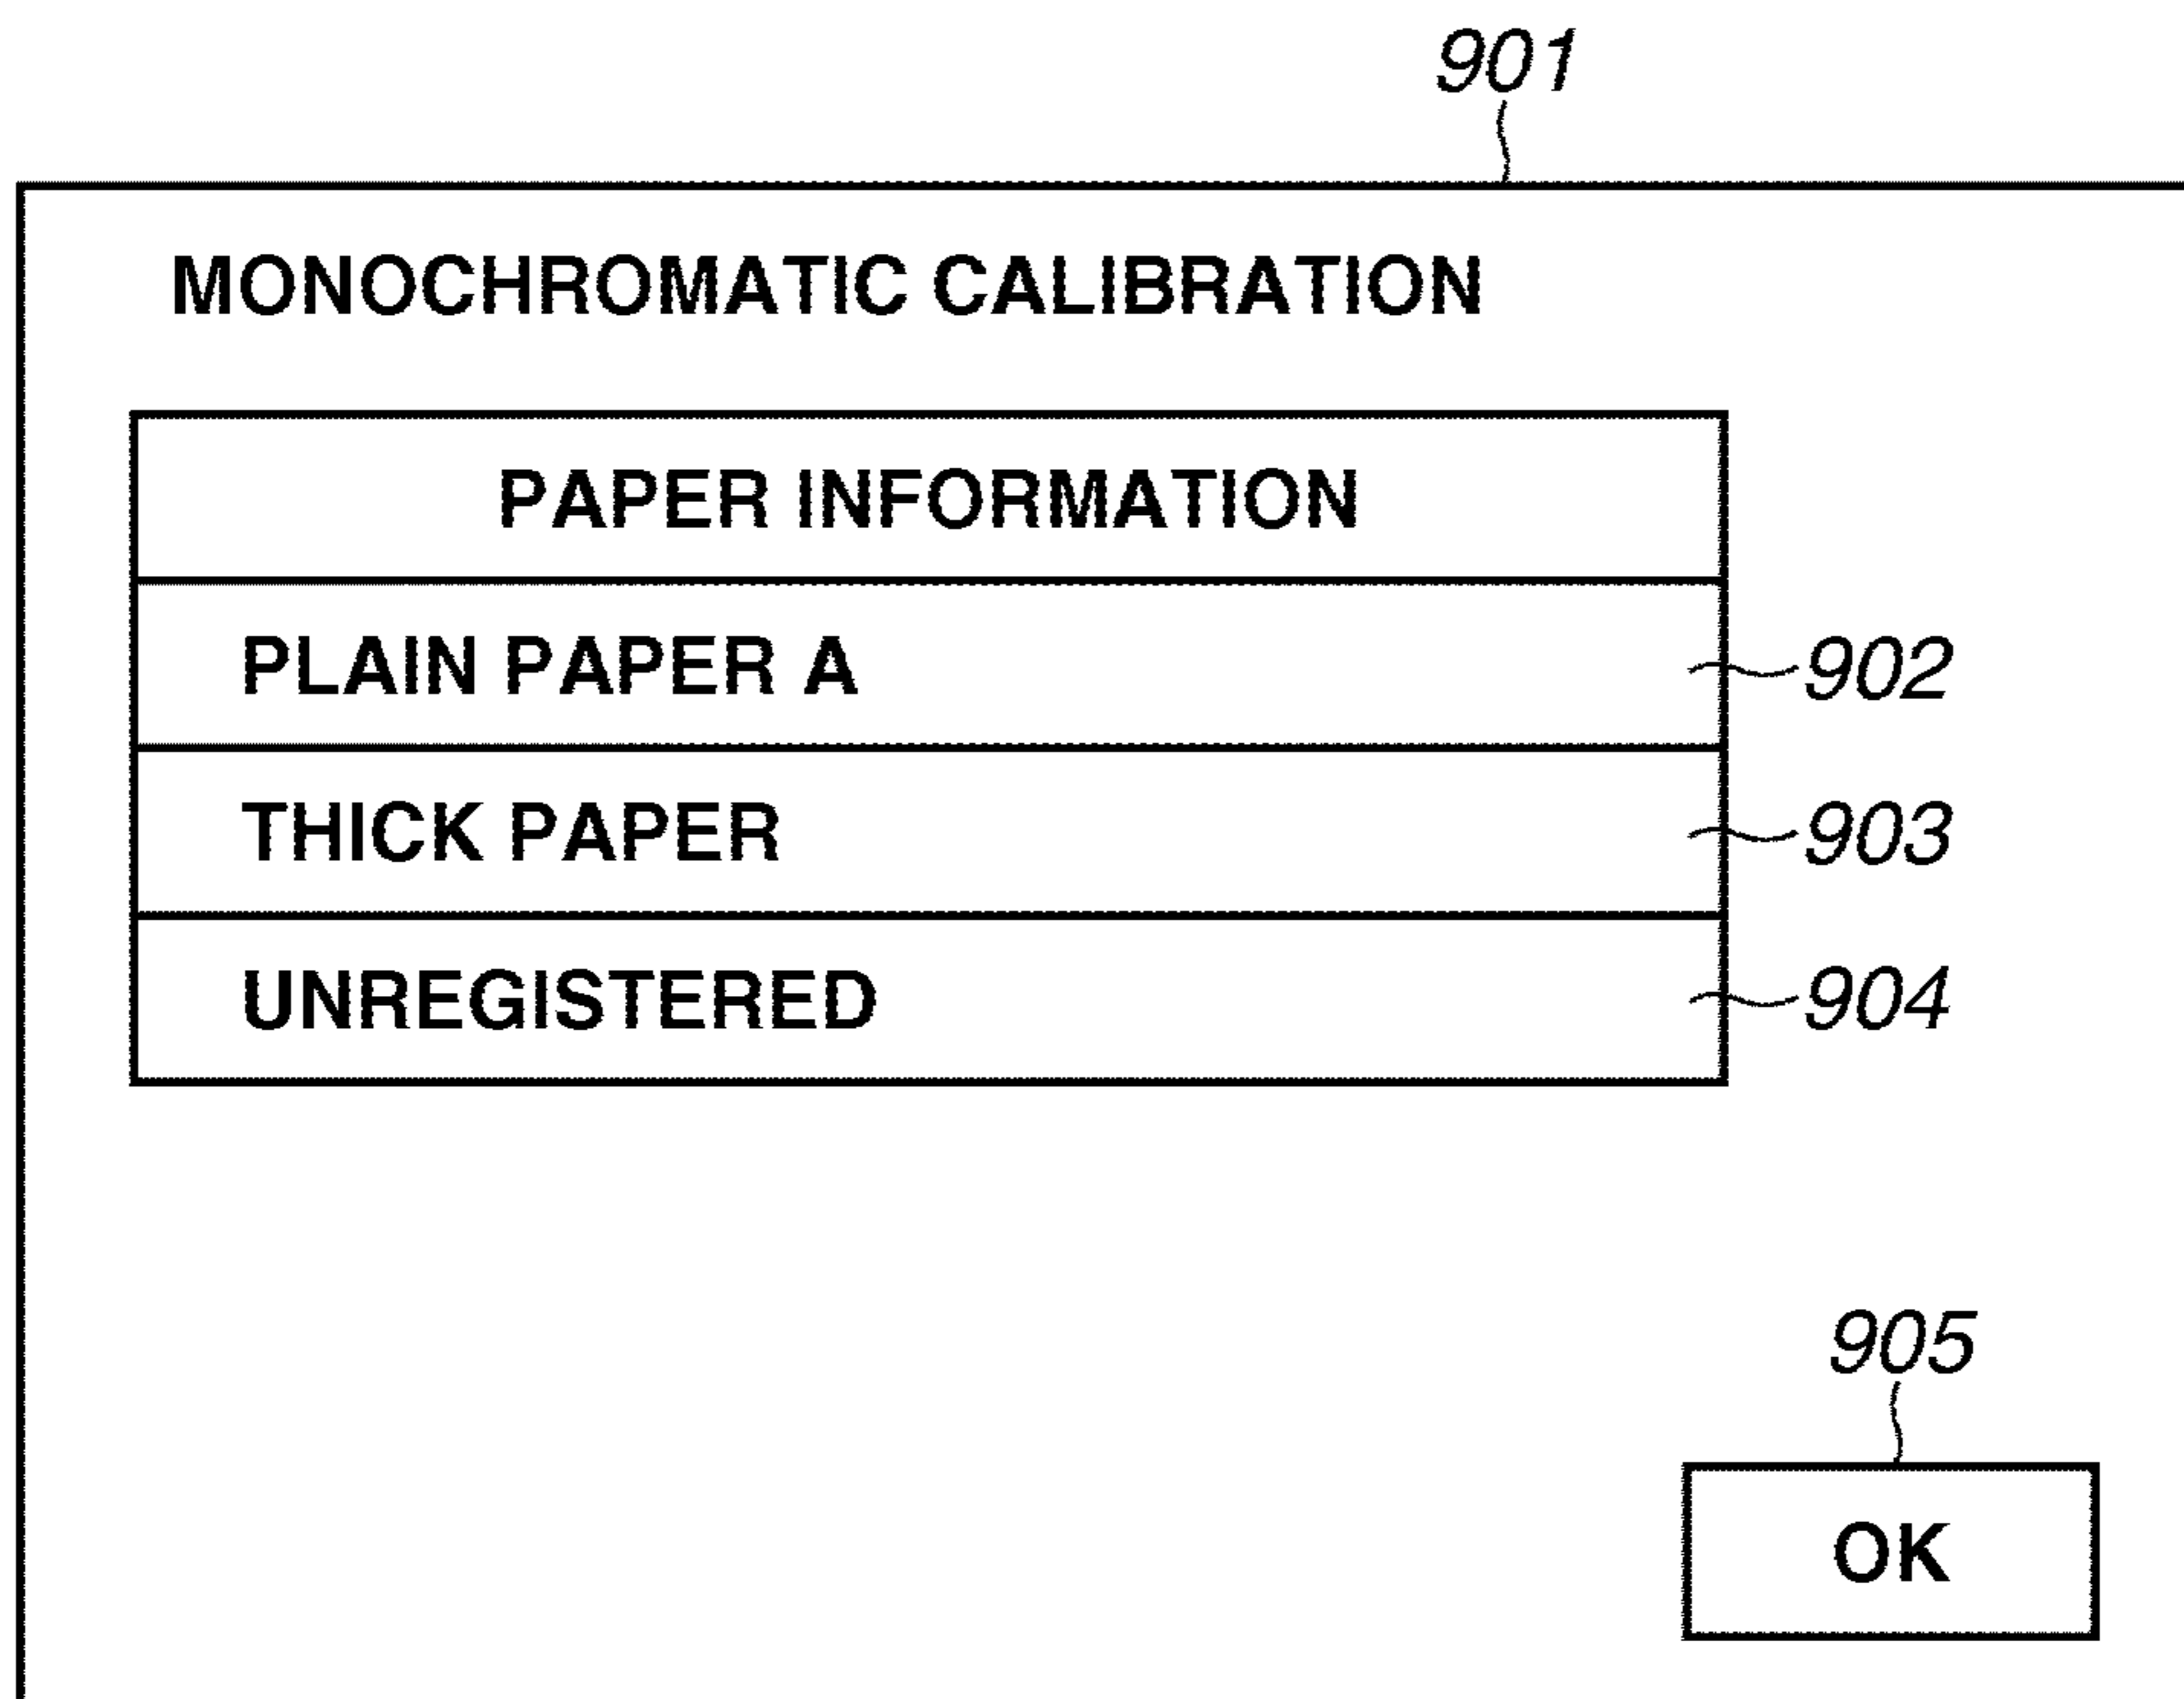 901
MONOCHROMATIC CALIBRATION
PAPER INFORMATION
PLAIN PAPER A 902
THICK PAPER 903
UNREGISTERED 904
905
OK